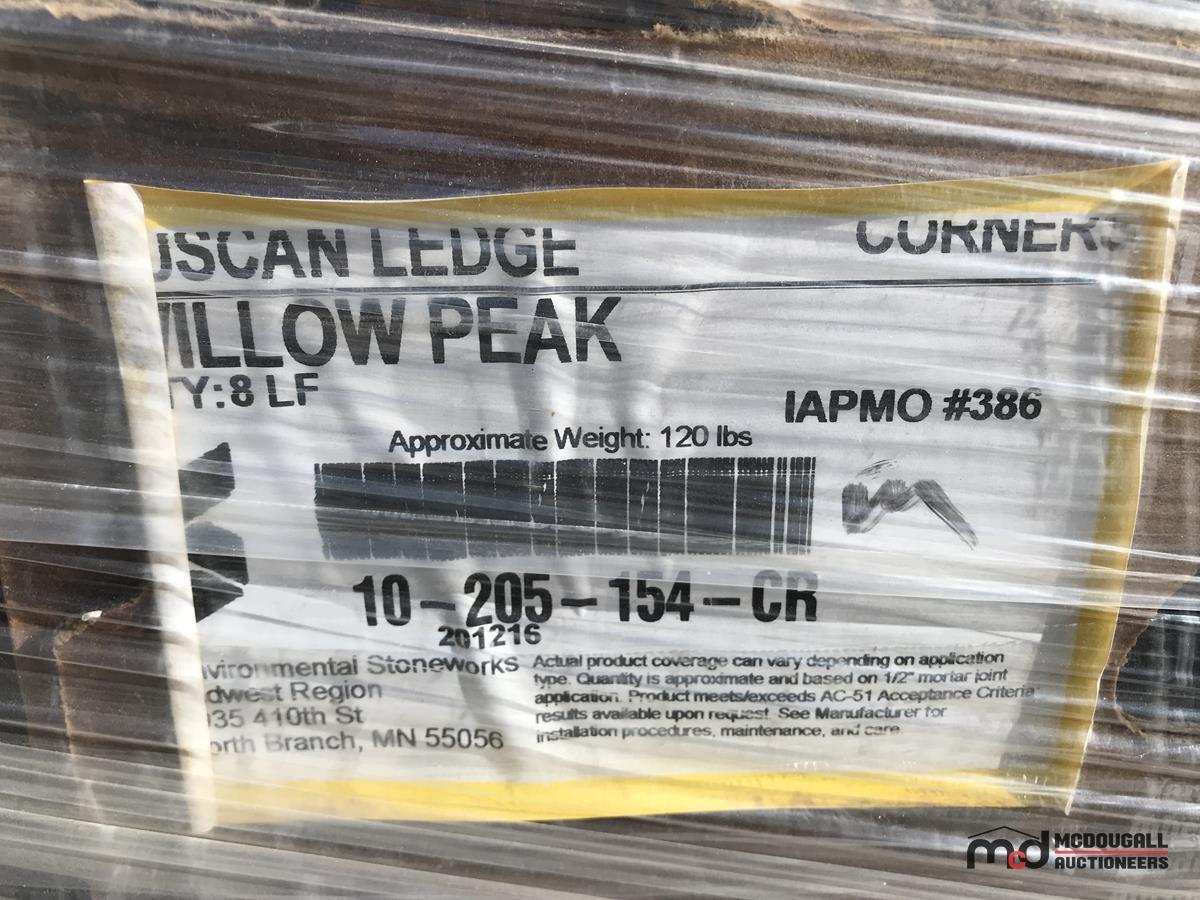 USCAN LEDGE CORNERS
WILLOW PEAK
TY: 8 LF
IAPMO #386
Approximate Weight: 120 lbs
10-205-154-CR
201216
nvironmental Stoneworks
dwest Region
35 410th St
orth Branch, MN 55056
Actual product coverage can vary depending on application
type. Quantity is approximate and based on 1/2" mortar joint
application. Product meets/exceeds AC-51 Acceptance Criteria
results available upon request. See Manufacturer for
installation procedures, maintenance, and care.
mcd MCDOUGALL
AUCTIONEERS